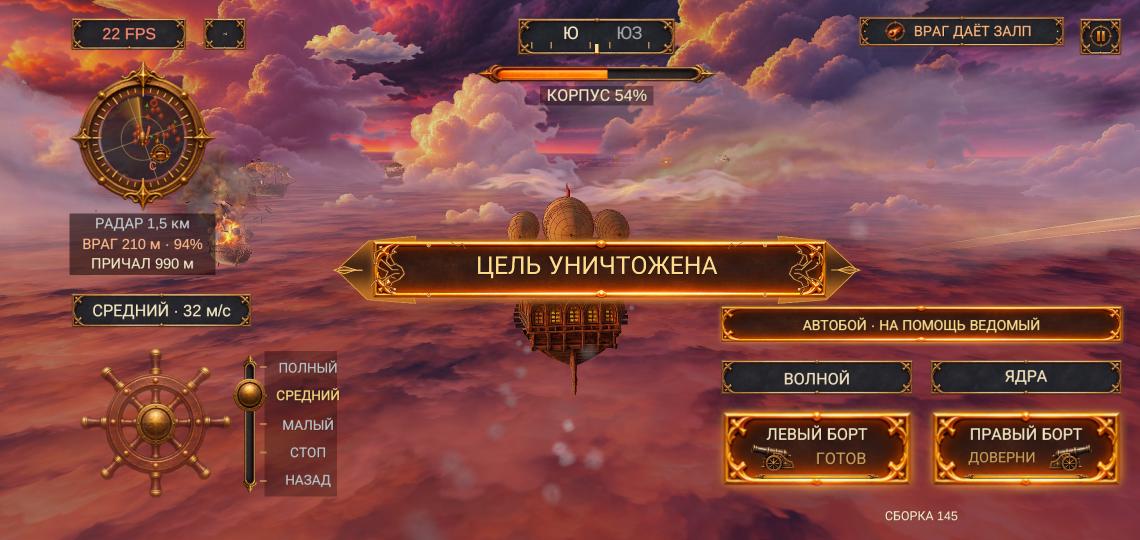 22 FPS
Ю ЮЗ
ВРАГ ДАЁТ ЗАЛП
КОРПУС 54%
С
РАДАР 1,5 км
ВРАГ 210 м · 94%
ПРИЧАЛ 990 м
ЦЕЛЬ УНИЧТОЖЕНА
СРЕДНИЙ · 32 м/с
АВТОБОЙ · НА ПОМОЩЬ ВЕДОМЫЙ
ПОЛНЫЙ
СРЕДНИЙ
МАЛЫЙ
СТОП
НАЗАД
ВОЛНОЙ
ЯДРА
ЛЕВЫЙ БОРТ
ГОТОВ
ПРАВЫЙ БОРТ
ДОВЕРНИ
СБОРКА 145